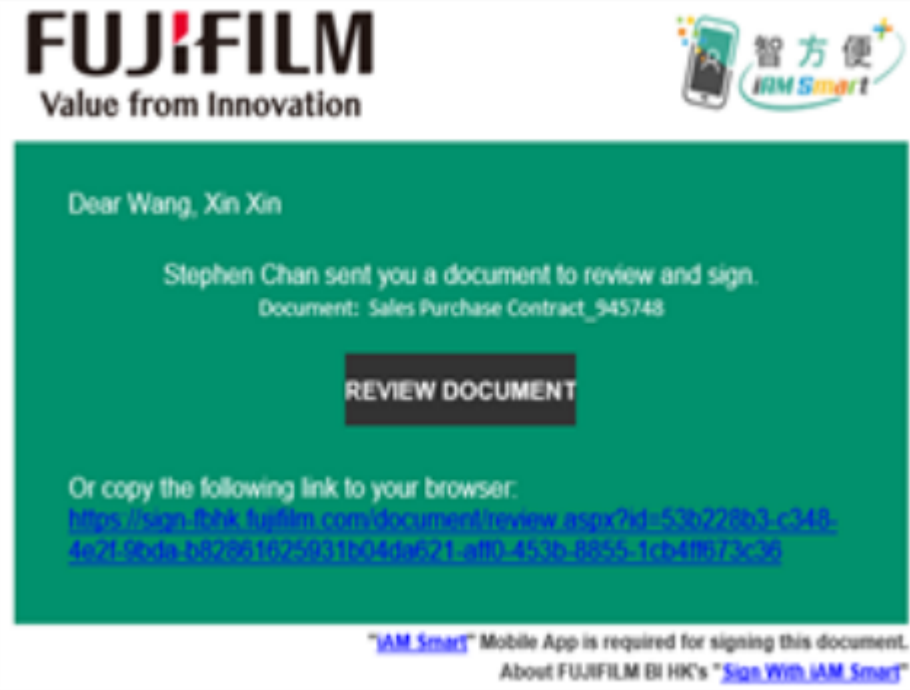 FUJIFILM
Value from Innovation
智方便
iAM Smart
Dear Wang, Xin Xin
Stephen Chan sent you a document to review and sign.
Document: Sales Purchase Contract_945748
REVIEW DOCUMENT
Or copy the following link to your browser:
https://sign-fbhk.fujifilm.com/document/review.aspx?id=53b228b3-c348-
4e2f-9bda-b82861625931b04da621-aff0-453b-8855-1cb4ff673c36
"iAM Smart" Mobile App is required for signing this document.
About FUJIFILM BI HK's "Sign With iAM Smart"